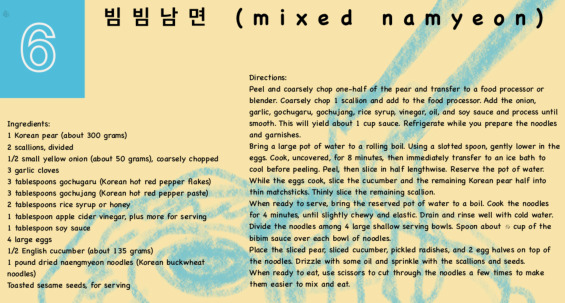 6
빔빔남면 (mixed namyeon)
Ingredients:
1 Korean pear (about 300 grams)
2 scallions, divided
1/2 small yellow onion (about 50 grams), coarsely chopped
3 garlic cloves
3 tablespoons gochugaru (Korean hot red pepper flakes)
3 tablespoons gochujang (Korean hot red pepper paste)
2 tablespoons rice syrup or honey
1 tablespoon apple cider vinegar, plus more for serving
1 tablespoon soy sauce
4 large eggs
1/2 English cucumber (about 135 grams)
1 pound dried naengmyeon noodles (Korean buckwheat
noodles)
Toasted sesame seeds, for serving
Directions:
Peel and coarsely chop one-half of the pear and transfer to a food processor or
blender. Coarsely chop 1 scallion and add to the food processor. Add the onion,
garlic, gochugaru, gochujang, rice syrup, vinegar, oil, and soy sauce and process until
smooth. This will yield about 1 cup sauce. Refrigerate while you prepare the noodles
and garnishes.
Bring a large pot of water to a rolling boil. Using a slotted spoon, gently lower in the
eggs. Cook, uncovered, for 8 minutes, then immediately transfer to an ice bath to
cool before peeling. Peel, then slice in half lengthwise. Reserve the pot of water.
While the eggs cook, slice the cucumber and the remaining Korean pear half into
thin matchsticks. Thinly slice the remaining scallion.
When ready to serve, bring the reserved pot of water to a boil. Cook the noodles
for 4 minutes, until slightly chewy and elastic. Drain and rinse well with cold water.
Divide the noodles among 4 large shallow serving bowls. Spoon about cup of the
bibim sauce over each bowl of noodles.
Place the sliced pear, sliced cucumber, pickled radishes, and 2 egg halves on top of
the noodles. Drizzle with some oil and sprinkle with the scallions and seeds.
When ready to eat, use scissors to cut through the noodles a few times to make
them easier to mix and eat.